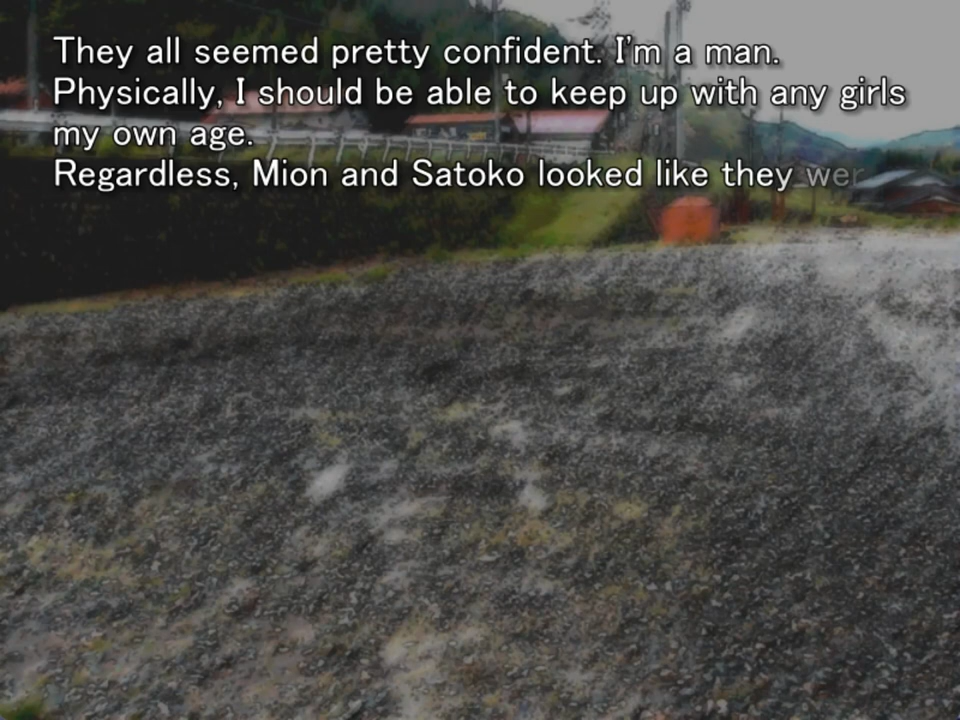 They all seemed pretty confident. I'm a man.
Physically, I should be able to keep up with any girls
my own age.
Regardless, Mion and Satoko looked like they wer